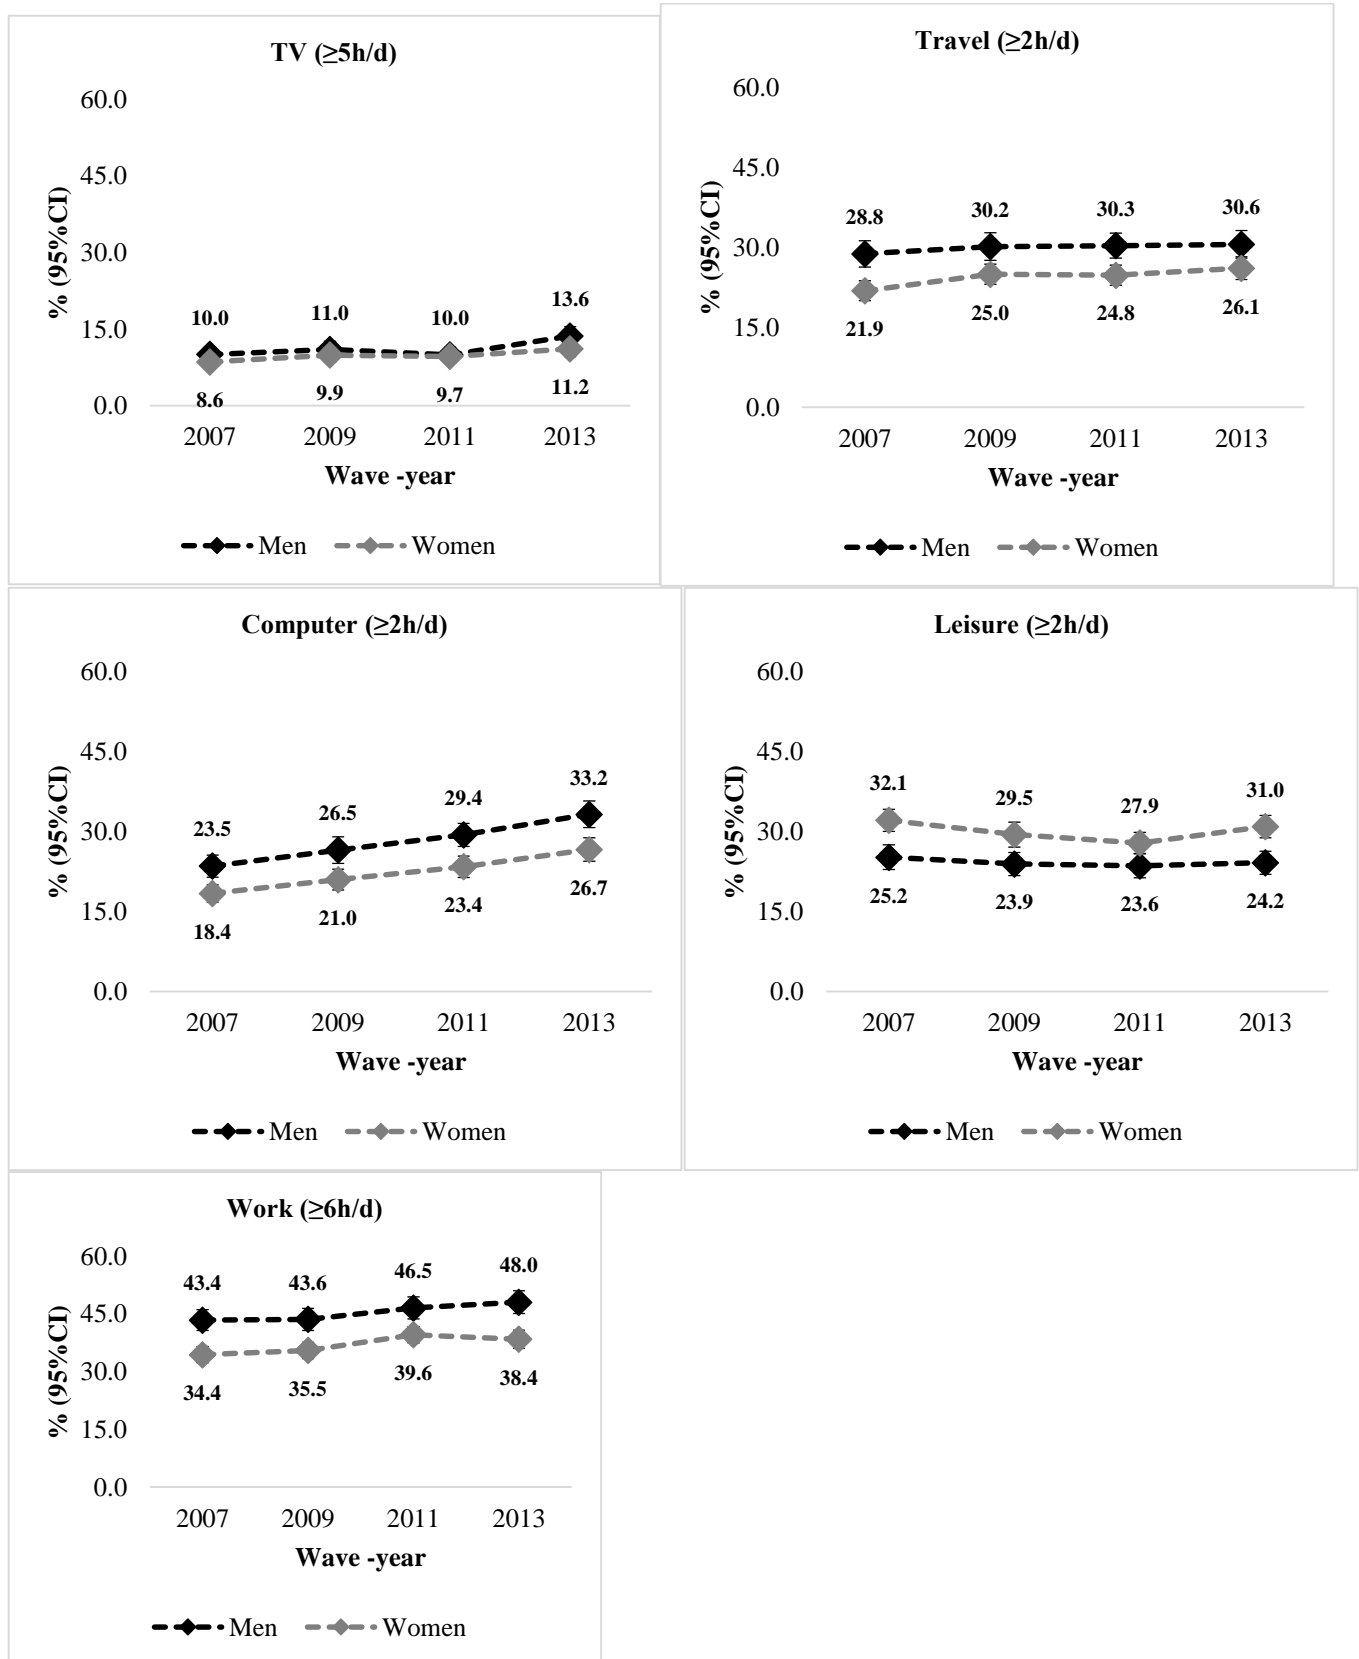 TV (≥5h/d)
60.0
45.0
30.0
15.0
0.0
% (95%CI)
10.0 11.0 10.0 13.6
8.6 9.9 9.7 11.2
2007 2009 2011 2013
Wave -year
Men Women
Travel (≥2h/d)
60.0
45.0
30.0
15.0
0.0
% (95%CI)
28.8 30.2 30.3 30.6
21.9 25.0 24.8 26.1
2007 2009 2011 2013
Wave -year
Men Women
Computer (≥2h/d)
60.0
45.0
30.0
15.0
0.0
% (95%CI)
23.5 26.5 29.4 33.2
18.4 21.0 23.4 26.7
2007 2009 2011 2013
Wave -year
Men Women
Leisure (≥2h/d)
60.0
45.0
30.0
15.0
0.0
% (95%CI)
32.1 29.5 27.9 31.0
25.2 23.9 23.6 24.2
2007 2009 2011 2013
Wave -year
Men Women
Work (≥6h/d)
60.0
45.0
30.0
15.0
0.0
% (95%CI)
43.4 43.6 46.5 48.0
34.4 35.5 39.6 38.4
2007 2009 2011 2013
Wave -year
Men Women